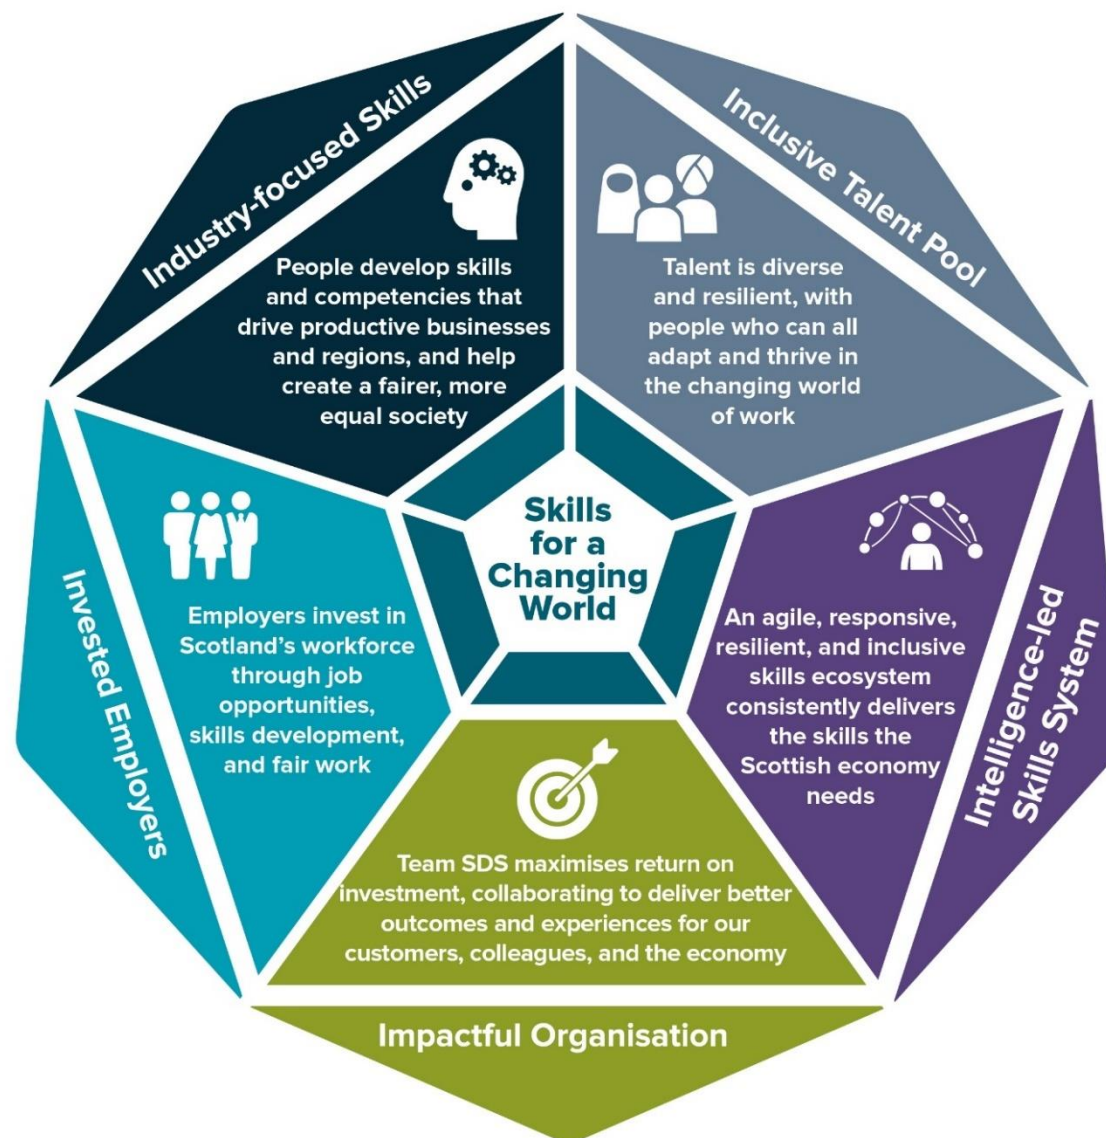 Industry-focused Skills
People develop skills
and competencies that
drive productive businesses
and regions, and help
create a fairer, more
equal society
Inclusive Talent Pool
Talent is diverse
and resilient, with
people who can all
adapt and thrive in
the changing world
of work
Skills
for a
Changing
World
Invested Employers
Employers invest in
Scotland’s workforce
through job
opportunities,
skills development,
and fair work
Intelligence-led
Skills System
An agile, responsive,
resilient, and inclusive
skills ecosystem
consistently delivers
the skills the
Scottish economy
needs
Team SDS maximises return on
investment, collaborating to deliver better
outcomes and experiences for our
customers, colleagues, and the economy
Impactful Organisation